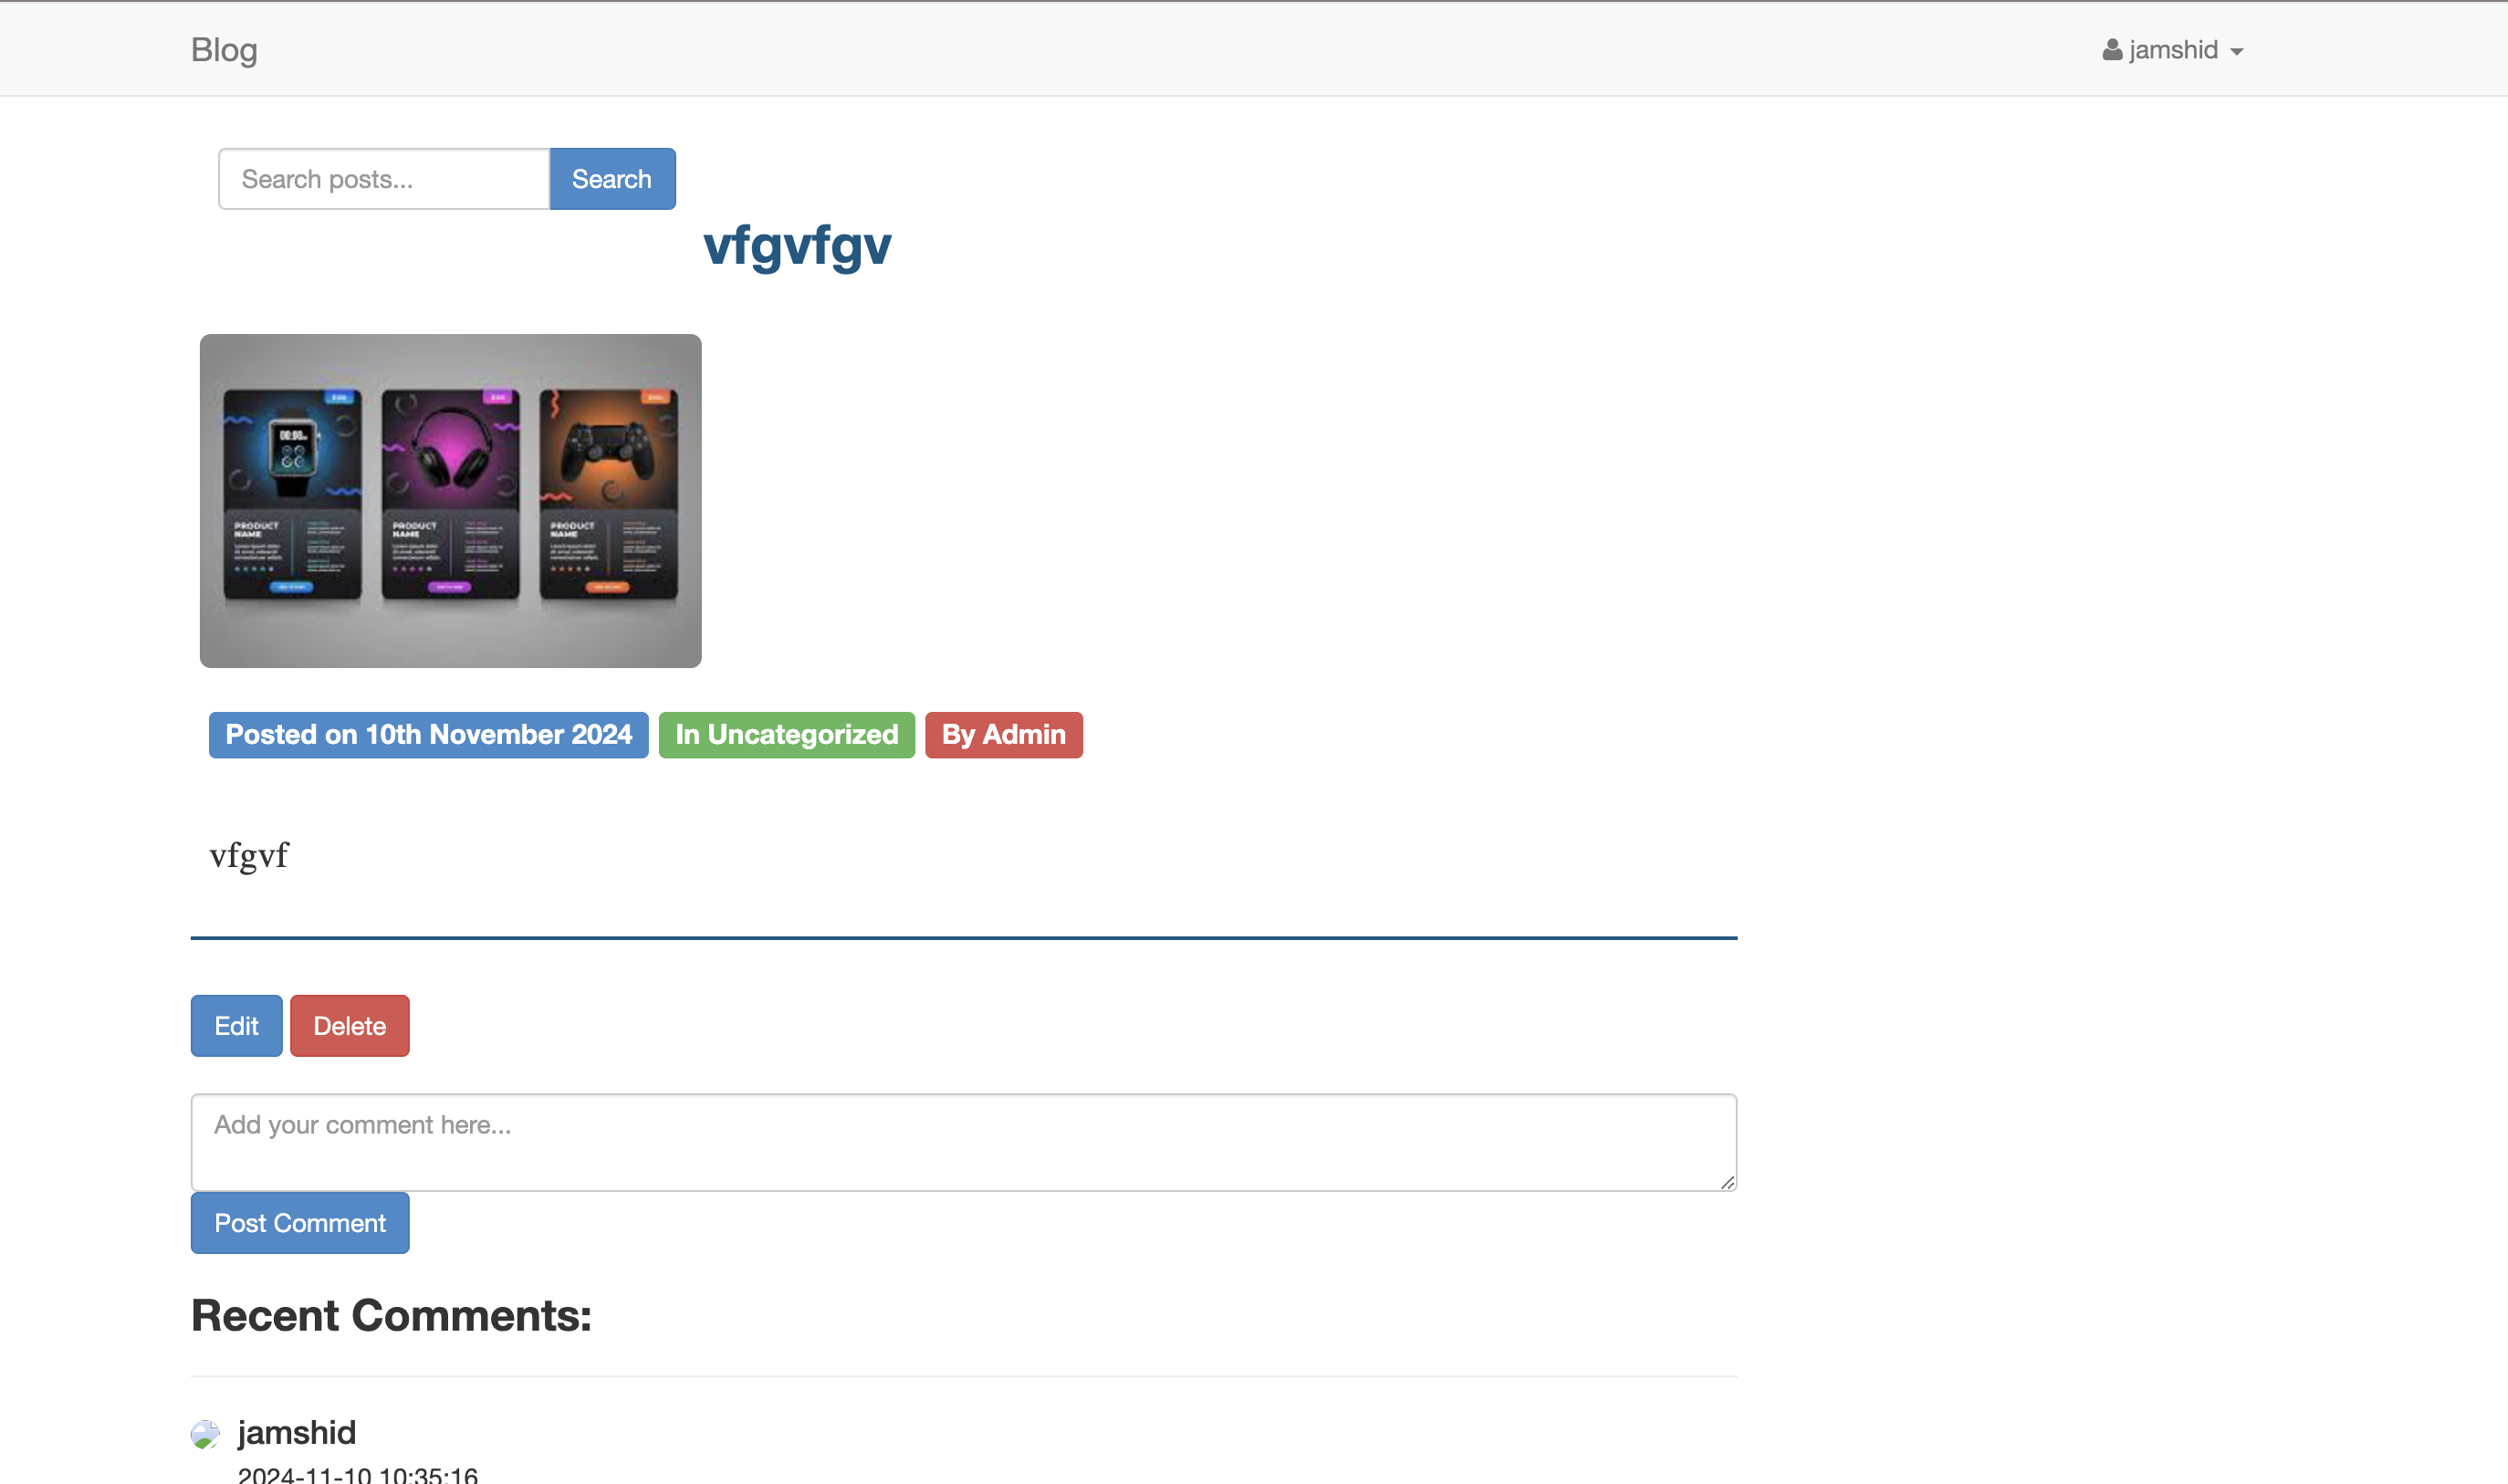 Blog
jamshid
Search posts...
Search
vfgvfgv
00:00
PRODUCT
NAME
PRODUCT
NAME
PRODUCT
NAME
Posted on 10th November 2024
In Uncategorized
By Admin
vfgvf
Edit
Delete
Add your comment here...
Post Comment
Recent Comments:
jamshid
2024-11-10 10:35:16